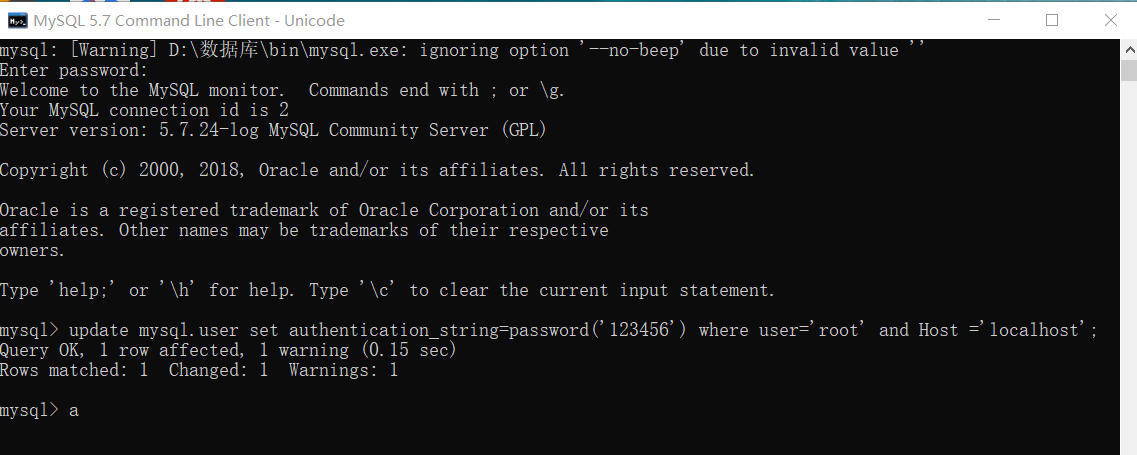 MySQL 5.7 Command Line Client - Unicode
mysql: [Warning] D:\数据库\bin\mysql.exe: ignoring option '--no-beep' due to invalid value ''
Enter password:
Welcome to the MySQL monitor.  Commands end with ; or \g.
Your MySQL connection id is 2
Server version: 5.7.24-log MySQL Community Server (GPL)

Copyright (c) 2000, 2018, Oracle and/or its affiliates. All rights reserved.

Oracle is a registered trademark of Oracle Corporation and/or its
affiliates. Other names may be trademarks of their respective
owners.

Type 'help;' or '\h' for help. Type '\c' to clear the current input statement.

mysql> update mysql.user set authentication_string=password('123456') where user='root' and Host ='localhost';
Query OK, 1 row affected, 1 warning (0.15 sec)
Rows matched: 1  Changed: 1  Warnings: 1

mysql> a